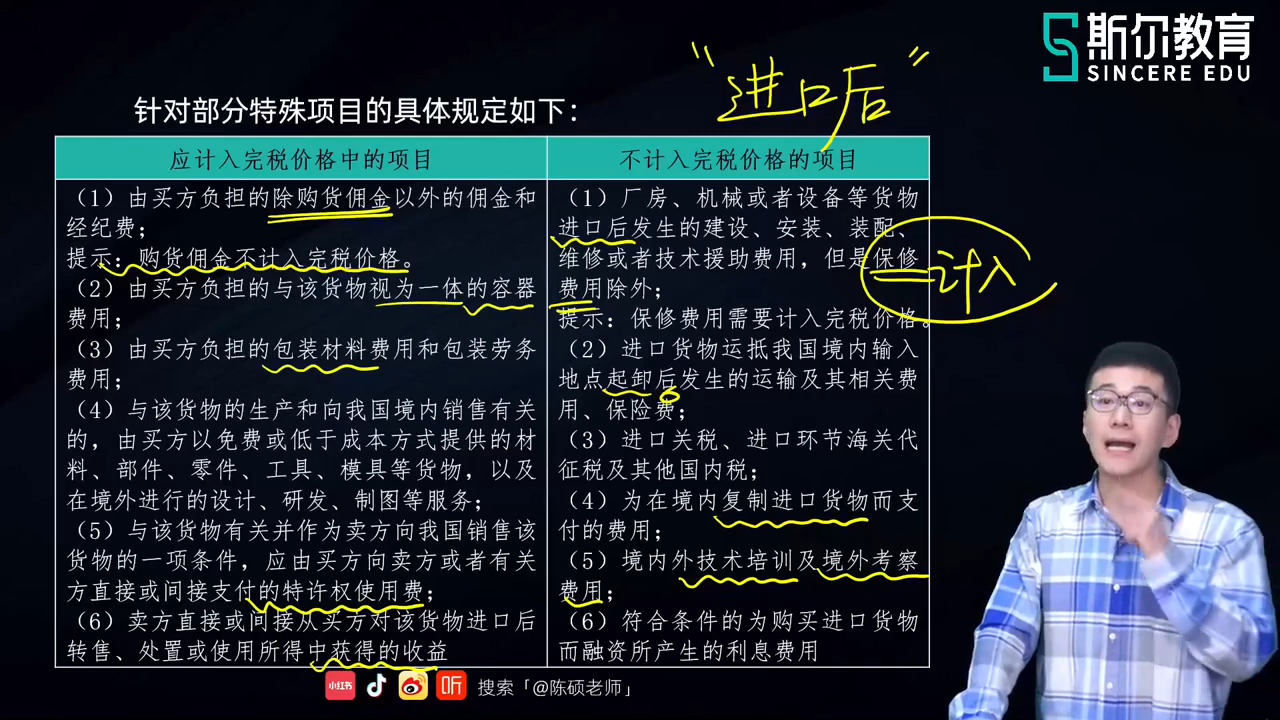 斯尔教育
SINCERE EDU
“进口后”
针对部分特殊项目的具体规定如下：
应计入完税价格中的项目
（1）由买方负担的除购货佣金以外的佣金和
经纪费；
提示：购货佣金不计入完税价格。
（2）由买方负担的与该货物视为一体的容器
费用；
（3）由买方负担的包装材料费用和包装劳务
费用；
（4）与该货物的生产和向我国境内销售有关
的，由买方以免费或低于成本方式提供的材
料、部件、零件、工具、模具等货物，以及
在境外进行的设计、研发、制图等服务；
（5）与该货物有关并作为卖方向我国销售该
货物的一项条件，应由买方向卖方或者有关
方直接或间接支付的特许权使用费；
（6）卖方直接或间接从买方对该货物进口后
转售、处置或使用所得中获得的收益
不计入完税价格的项目
（1）厂房、机械或者设备等货物
进口后发生的建设、安装、装配、
维修或者技术援助费用，但是保修
费用除外；
提示：保修费用需要计入完税价格。
（2）进口货物运抵我国境内输入
地点起卸后发生的运输及其相关费
用、保险费；
（3）进口关税、进口环节海关代
征税及其他国内税；
（4）为在境内复制进口货物而支
付的费用；
（5）境内外技术培训及境外考察
费用；
（6）符合条件的为购买进口货物
而融资所产生的利息费用
计入
小红书
听
搜索「@陈硕老师」